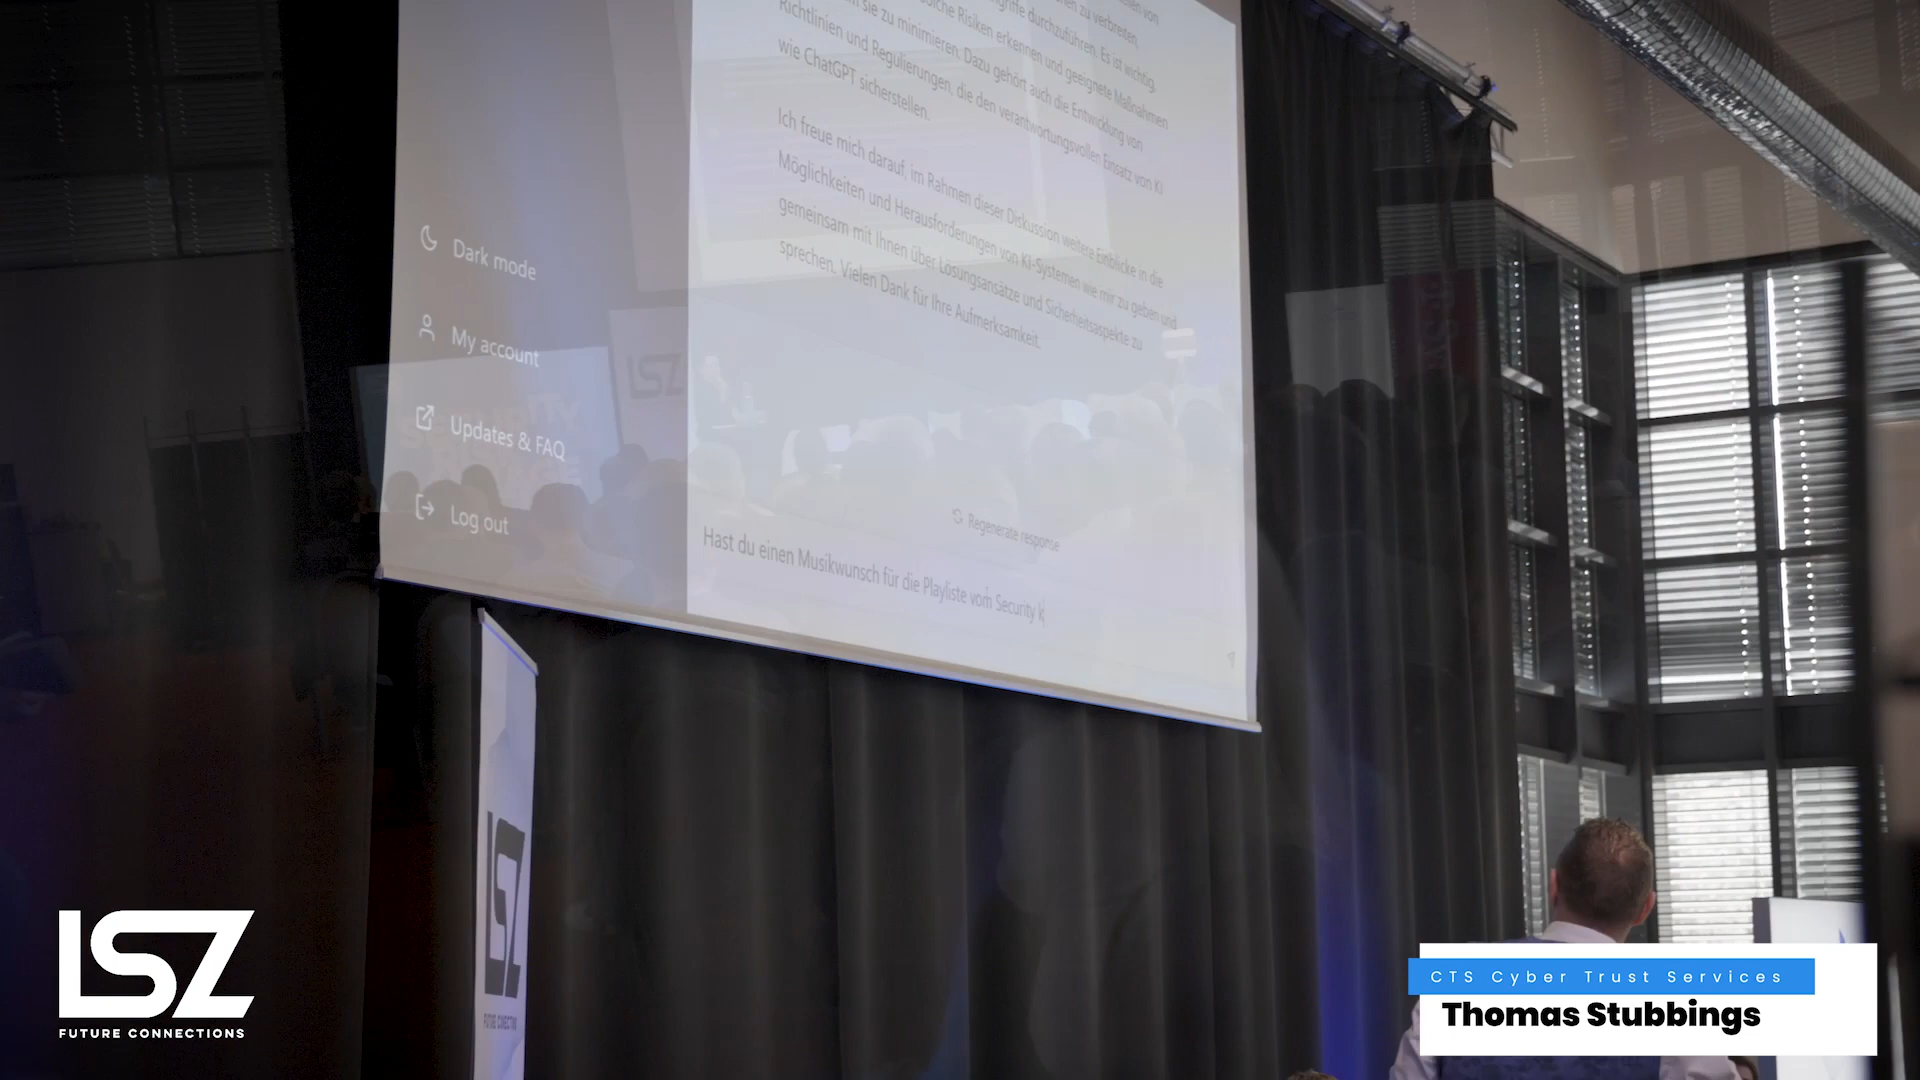 zu verbreiten,
griffe durchzuführen. Es ist wichtig,
solche Risiken erkennen und geeignete Maßnahmen
sie zu minimieren. Dazu gehört auch die Entwicklung von
Richtlinien und Regulierungen, die den verantwortungsvollen Einsatz von KI
wie ChatGPT sicherstellen.
Ich freue mich darauf, im Rahmen dieser Diskussion weitere Einblicke in die
Möglichkeiten und Herausforderungen von KI-Systemen wie mir zu geben und
gemeinsam mit Ihnen über Lösungsansätze und Sicherheitsaspekte zu
sprechen. Vielen Dank für Ihre Aufmerksamkeit.
Dark mode
My account
Updates & FAQ
Log out
LSZ
Regenerate response
Hast du einen Musikwunsch für die Playliste vom Security k
LSZ
LSZ
FUTURE CONNECTIONS
CTS Cyber Trust Services
Thomas Stubbings